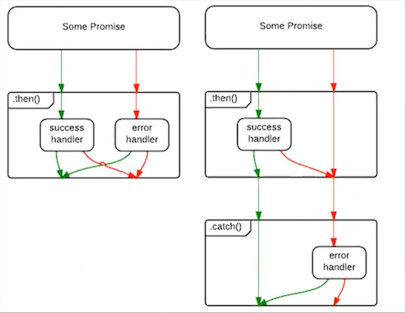 Some Promise
.then()
success
handler
error
handler
Some Promise
.then()
success
handler
.catch()
error
handler